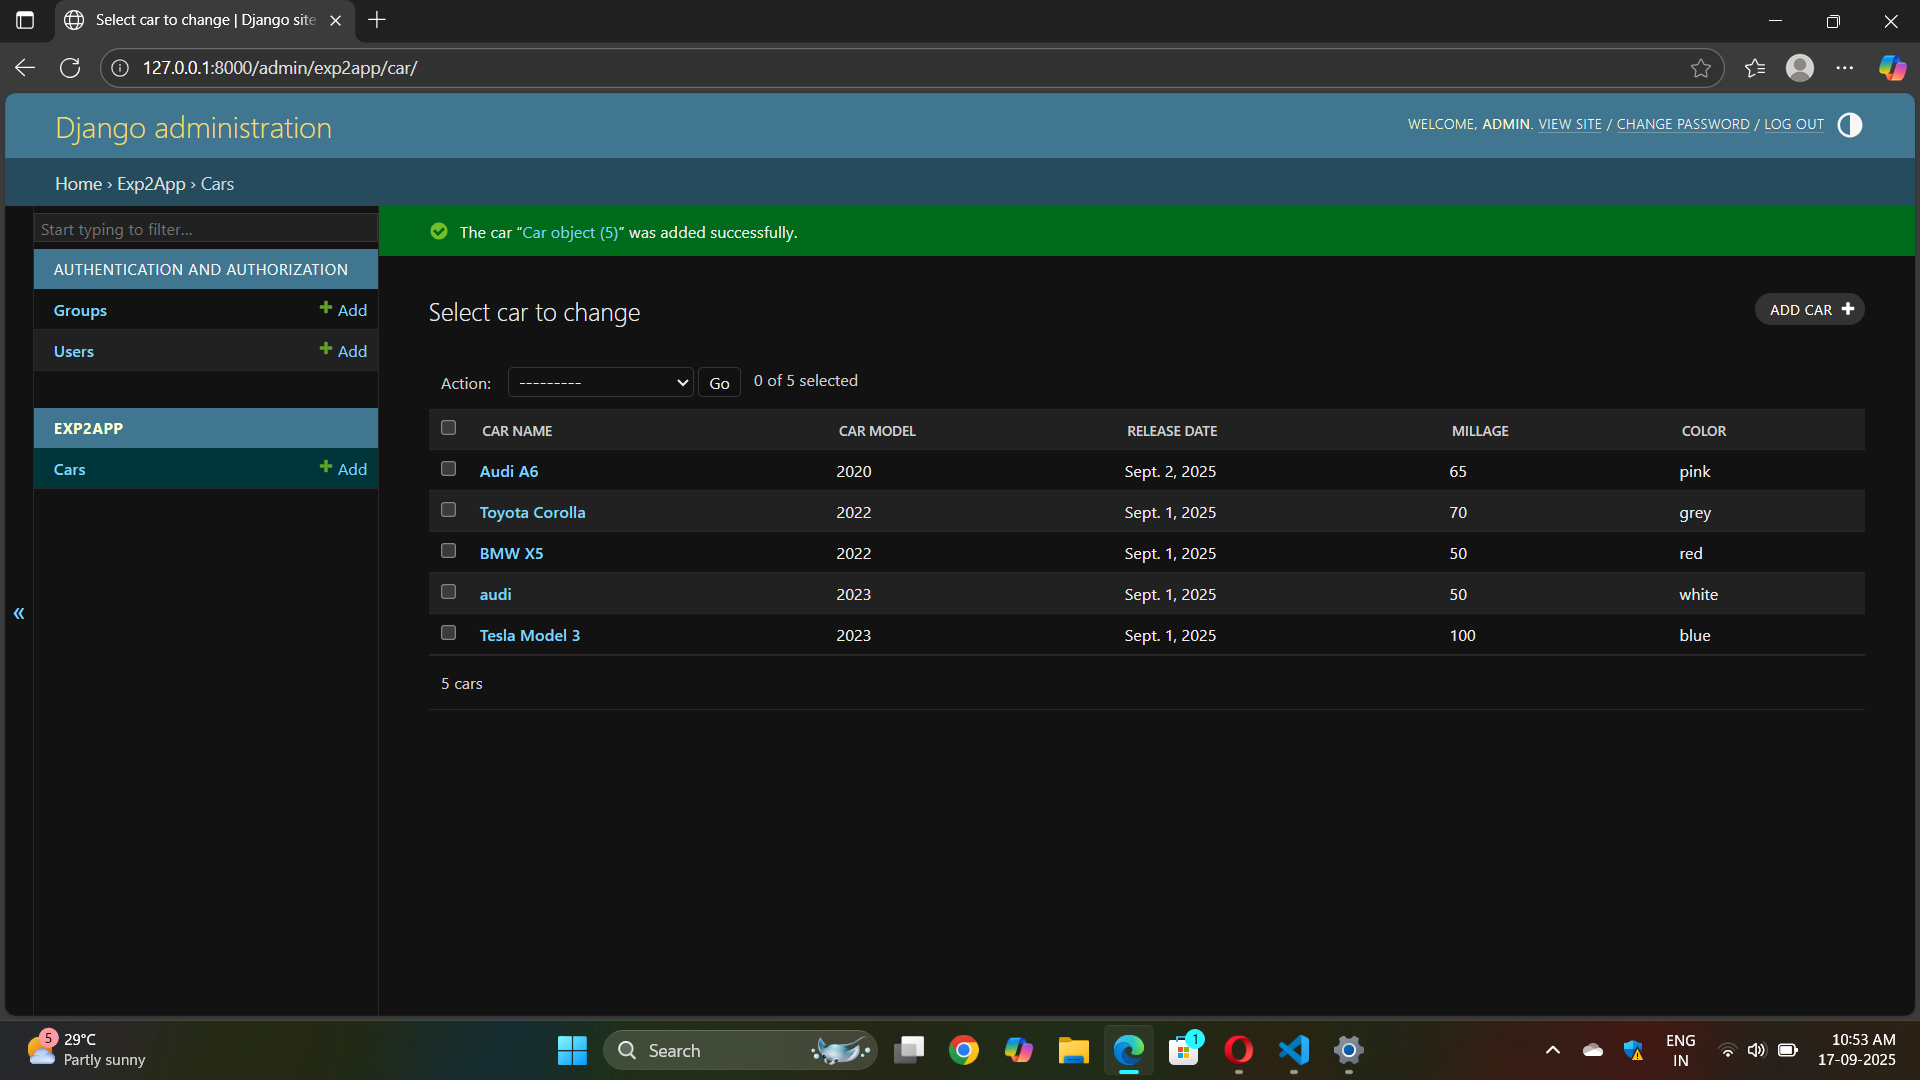 Select car to change | Django site
127.0.0.1:8000/admin/exp2app/car/
Django administration
WELCOME, ADMIN. VIEW SITE / CHANGE PASSWORD / LOG OUT
Home › Exp2App › Cars
Start typing to filter...
The car “Car object (5)” was added successfully.
AUTHENTICATION AND AUTHORIZATION
Groups Add
Users Add
EXP2APP
Cars Add
«
Select car to change
ADD CAR
Action: --------- Go 0 of 5 selected
CAR NAME CAR MODEL RELEASE DATE MILLAGE COLOR
Audi A6 2020 Sept. 2, 2025 65 pink
Toyota Corolla 2022 Sept. 1, 2025 70 grey
BMW X5 2022 Sept. 1, 2025 50 red
audi 2023 Sept. 1, 2025 50 white
Tesla Model 3 2023 Sept. 1, 2025 100 blue
5 cars
5
29°C
Partly sunny
Search
1
ENG
IN
10:53 AM
17-09-2025